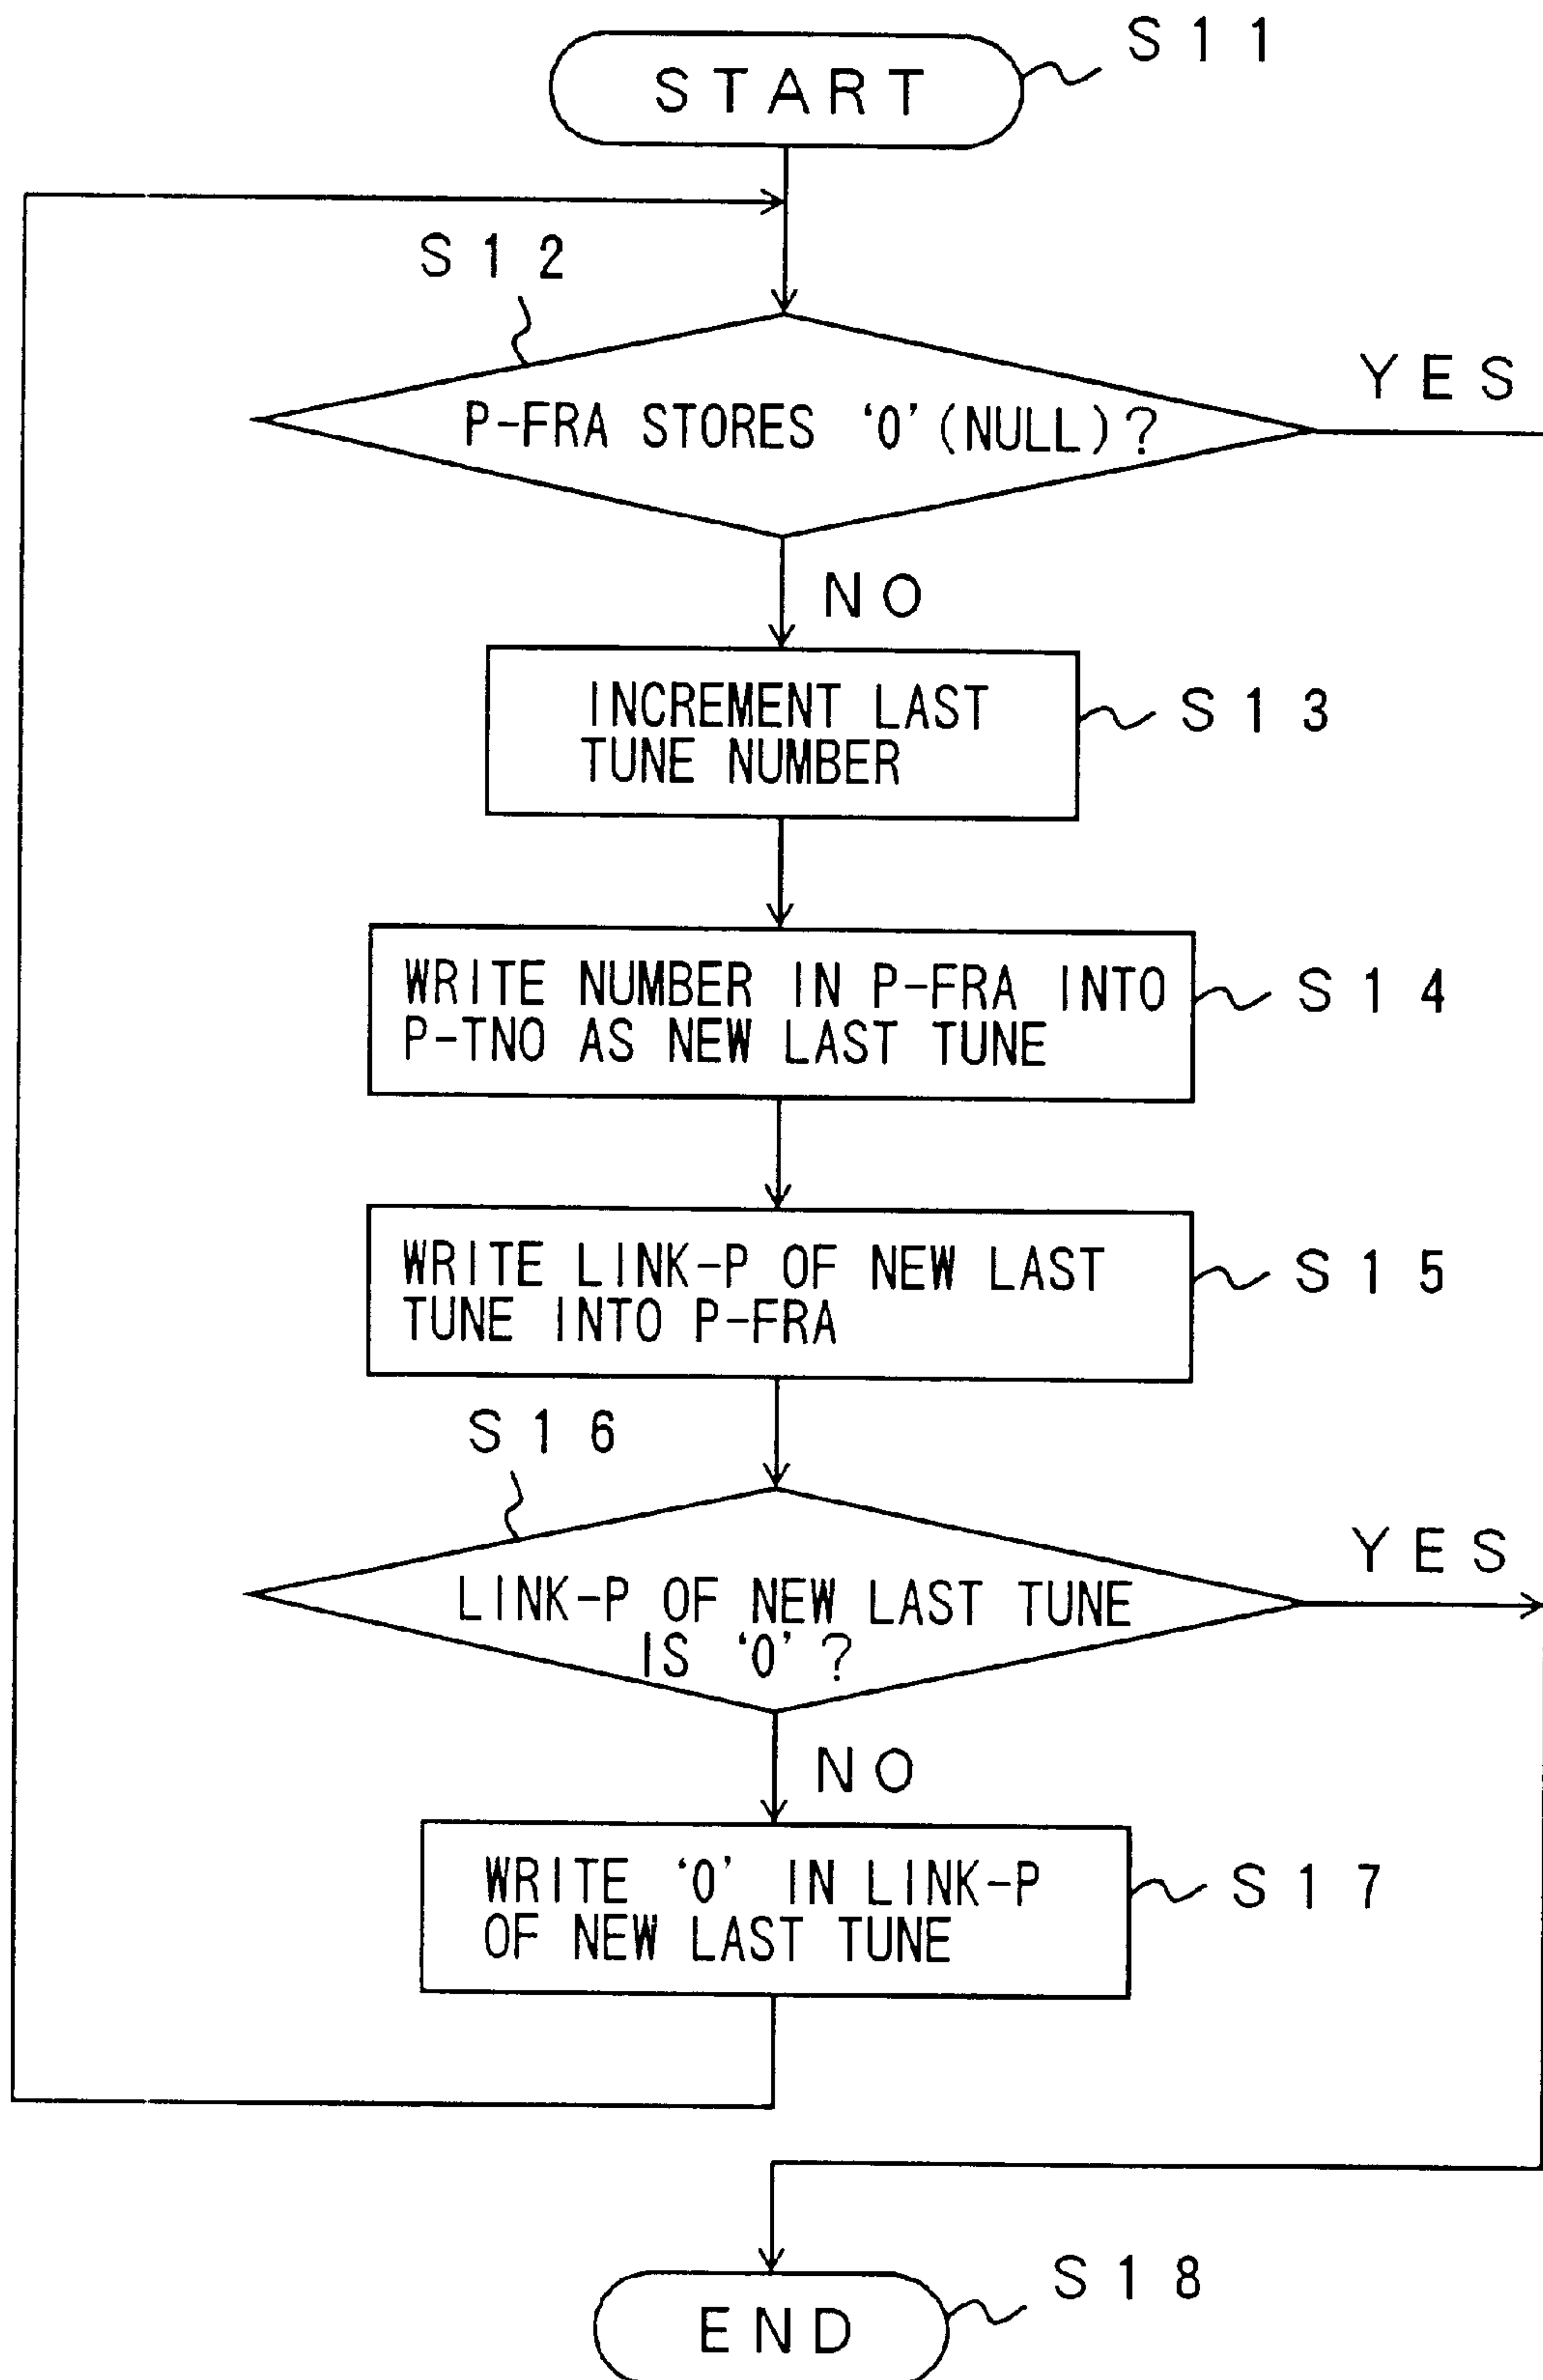 START
S11
S12
P-FRA STORES ‘0’ (NULL)?
YES
NO
INCREMENT LAST
TUNE NUMBER
S13
WRITE NUMBER IN P-FRA INTO
P-TNO AS NEW LAST TUNE
S14
WRITE LINK-P OF NEW LAST
TUNE INTO P-FRA
S15
S16
LINK-P OF NEW LAST TUNE
IS ‘0’?
YES
NO
WRITE ‘0’ IN LINK-P
OF NEW LAST TUNE
S17
END
S18